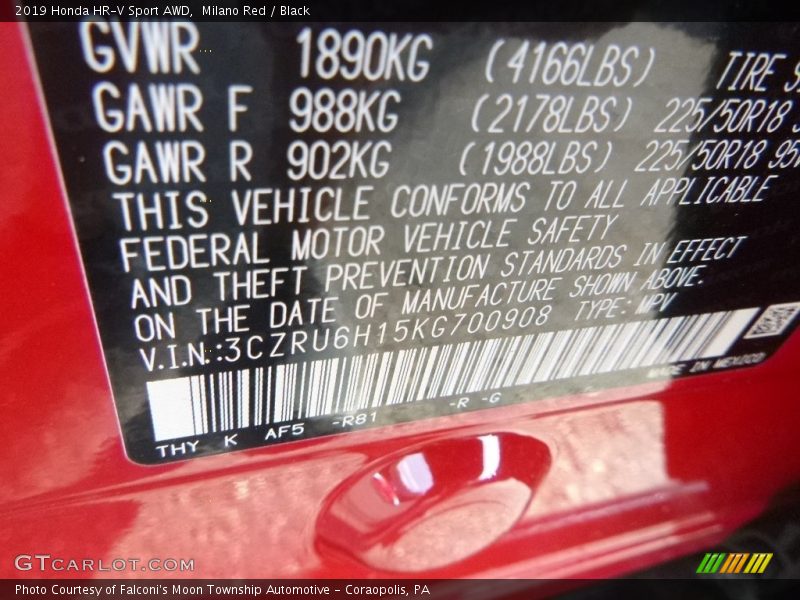 2019 Honda HR-V Sport AWD,  Milano Red / Black
GVWR 1890KG (4166LBS) TIRE
GAWR F 988KG (2178LBS) 225/50R18
GAWR R 902KG (1988LBS) 225/50R18 95
THIS VEHICLE CONFORMS TO ALL APPLICABLE
FEDERAL MOTOR VEHICLE SAFETY
AND THEFT PREVENTION STANDARDS IN EFFECT
ON THE DATE OF MANUFACTURE SHOWN ABOVE.
V.I.N.:3CZRU6H15KG700908 TYPE: MPV
MADE IN MEXICO
THY K AF5 -R81 -R -G
GTCARLOT.COM
Photo Courtesy of Falconi's Moon Township Automotive - Coraopolis, PA